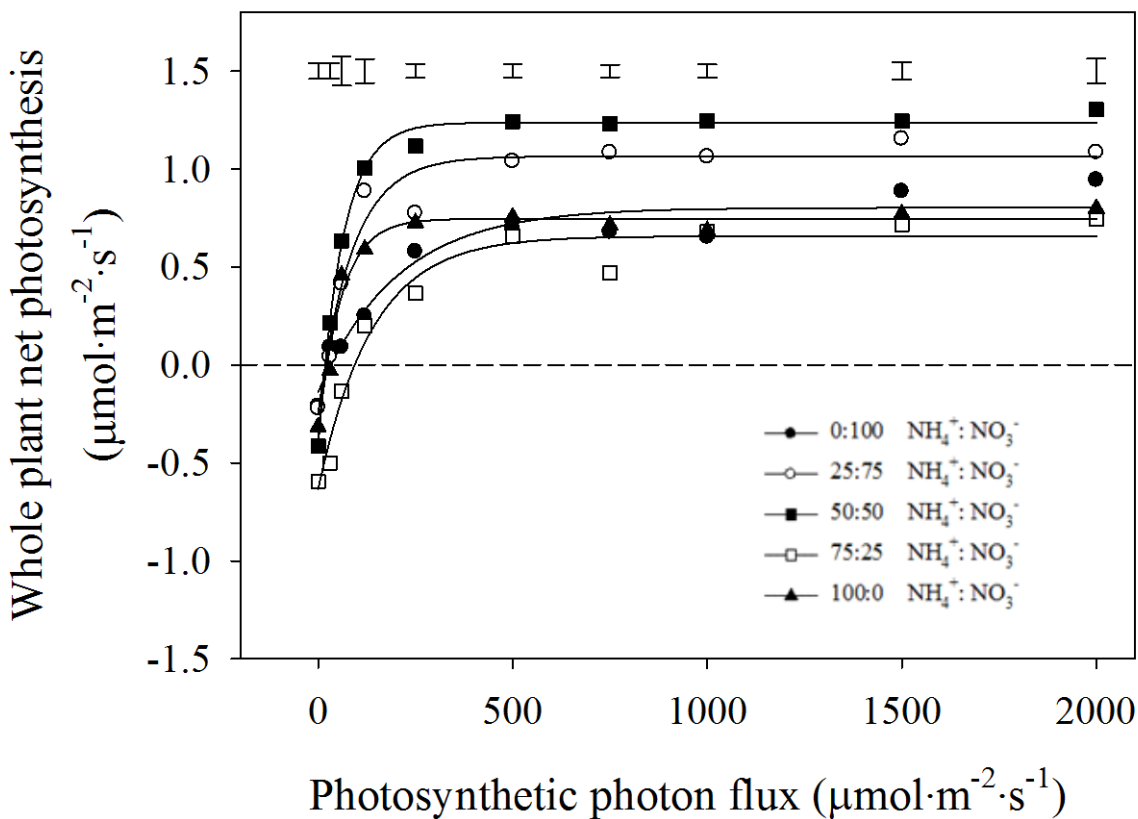 Whole plant net photosynthesis
(μmol·m⁻²·s⁻¹)
1.5
1.0
0.5
0.0
-0.5
-1.0
-1.5
0:100 NH₄⁺: NO₃⁻
25:75 NH₄⁺: NO₃⁻
50:50 NH₄⁺: NO₃⁻
75:25 NH₄⁺: NO₃⁻
100:0 NH₄⁺: NO₃⁻
0 500 1000 1500 2000
Photosynthetic photon flux (μmol·m⁻²·s⁻¹)